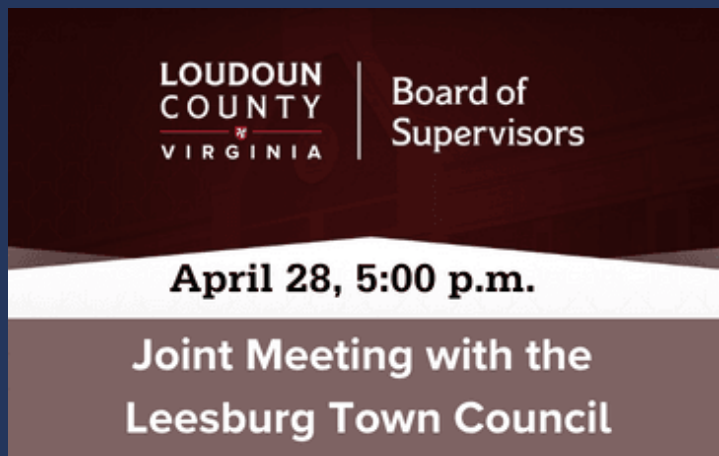 LOUDOUN
COUNTY
VIRGINIA
Board of
Supervisors
April 28, 5:00 p.m.
Joint Meeting with the
Leesburg Town Council